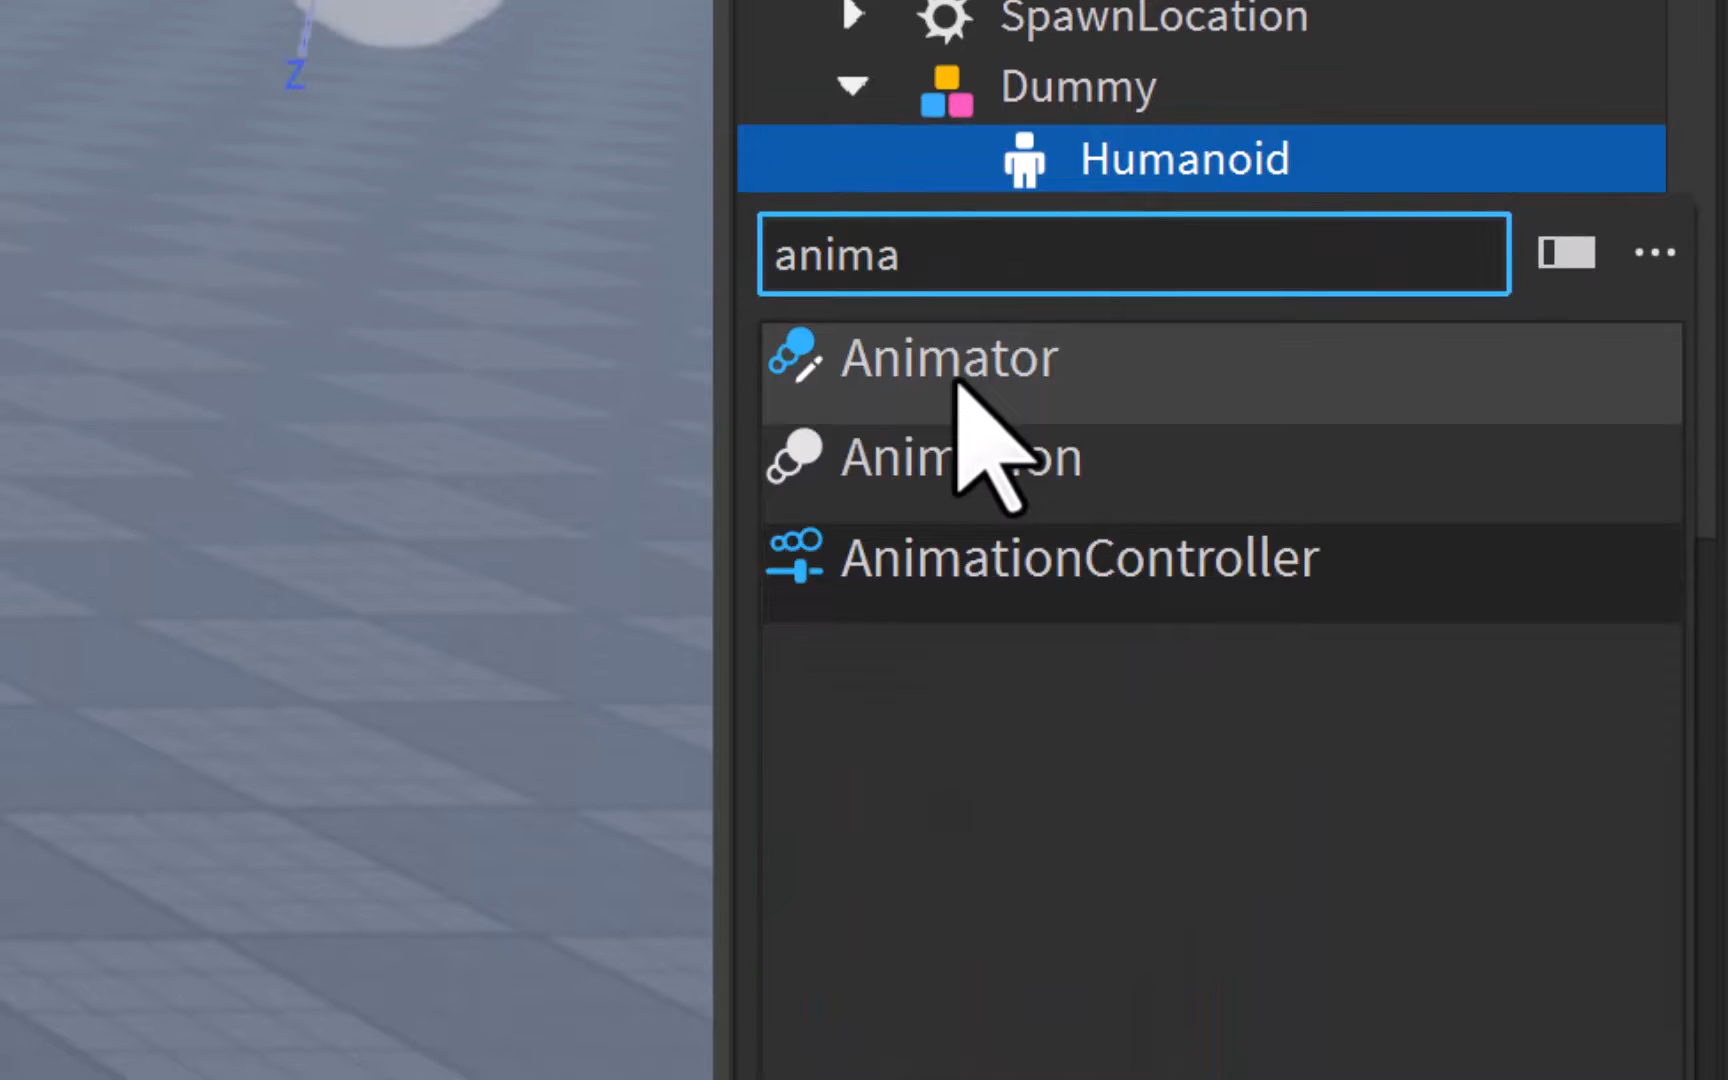 SpawnLocation
Z
Dummy
Humanoid
anima
Animator
AnimationController